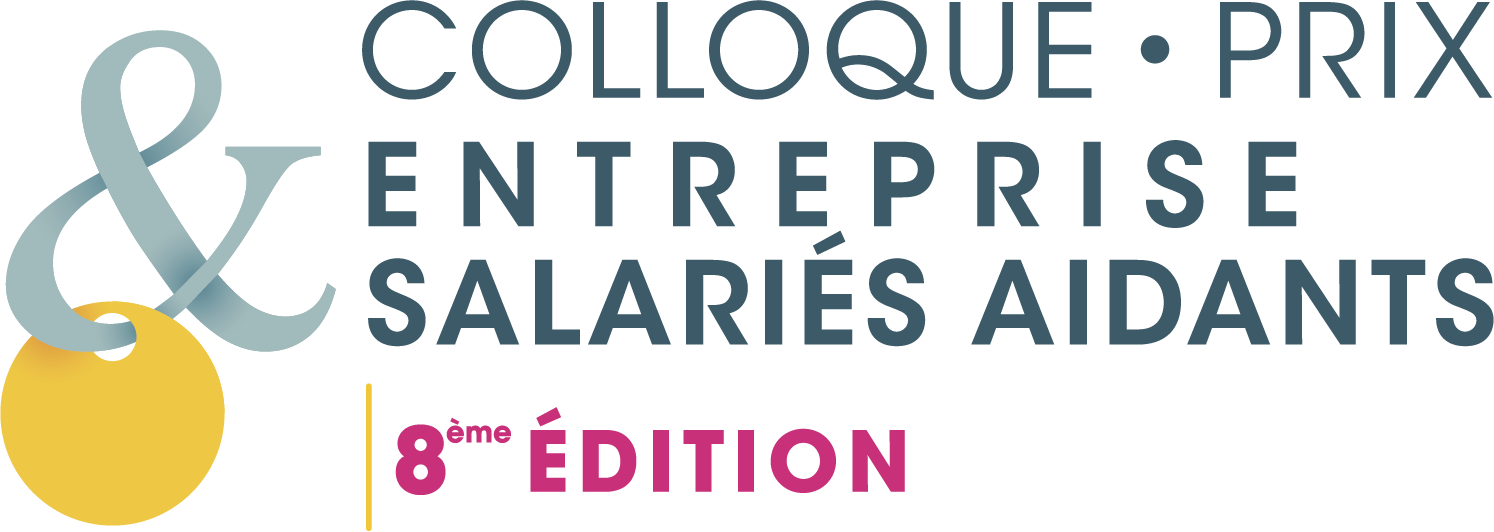 COLLOQUE • PRIX
ENTREPRISE
SALARIÉS AIDANTS
8ème ÉDITION